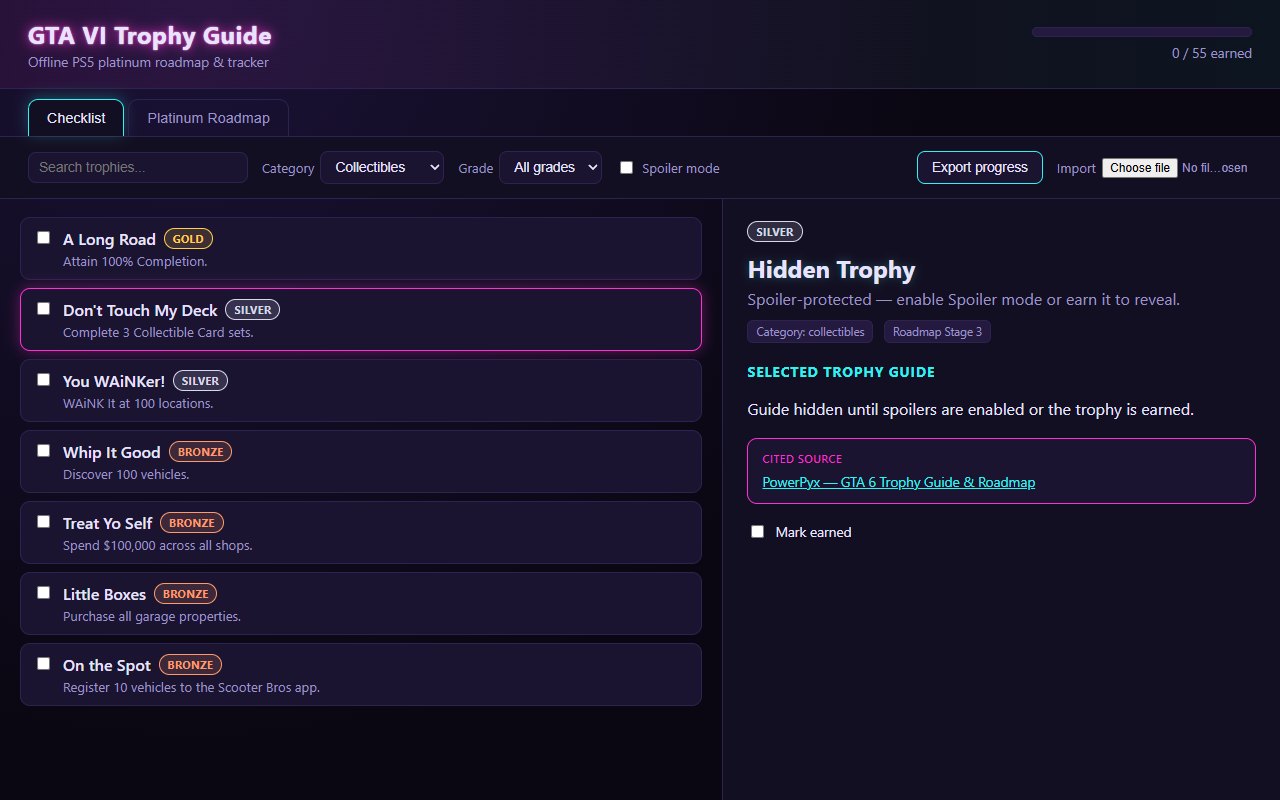 GTA VI Trophy Guide
Offline PS5 platinum roadmap & tracker
0 / 55 earned
Checklist
Platinum Roadmap
Search trophies...
Category
Collectibles
Grade
All grades
Spoiler mode
Export progress
Import
Choose file
No fil...osen
A Long Road
GOLD
Attain 100% Completion.
Don't Touch My Deck
SILVER
Complete 3 Collectible Card sets.
You WAiNKer!
SILVER
WAiNK It at 100 locations.
Whip It Good
BRONZE
Discover 100 vehicles.
Treat Yo Self
BRONZE
Spend $100,000 across all shops.
Little Boxes
BRONZE
Purchase all garage properties.
On the Spot
BRONZE
Register 10 vehicles to the Scooter Bros app.
SILVER
Hidden Trophy
Spoiler-protected — enable Spoiler mode or earn it to reveal.
Category: collectibles
Roadmap Stage 3
SELECTED TROPHY GUIDE
Guide hidden until spoilers are enabled or the trophy is earned.
CITED SOURCE
PowerPyx — GTA 6 Trophy Guide & Roadmap
Mark earned